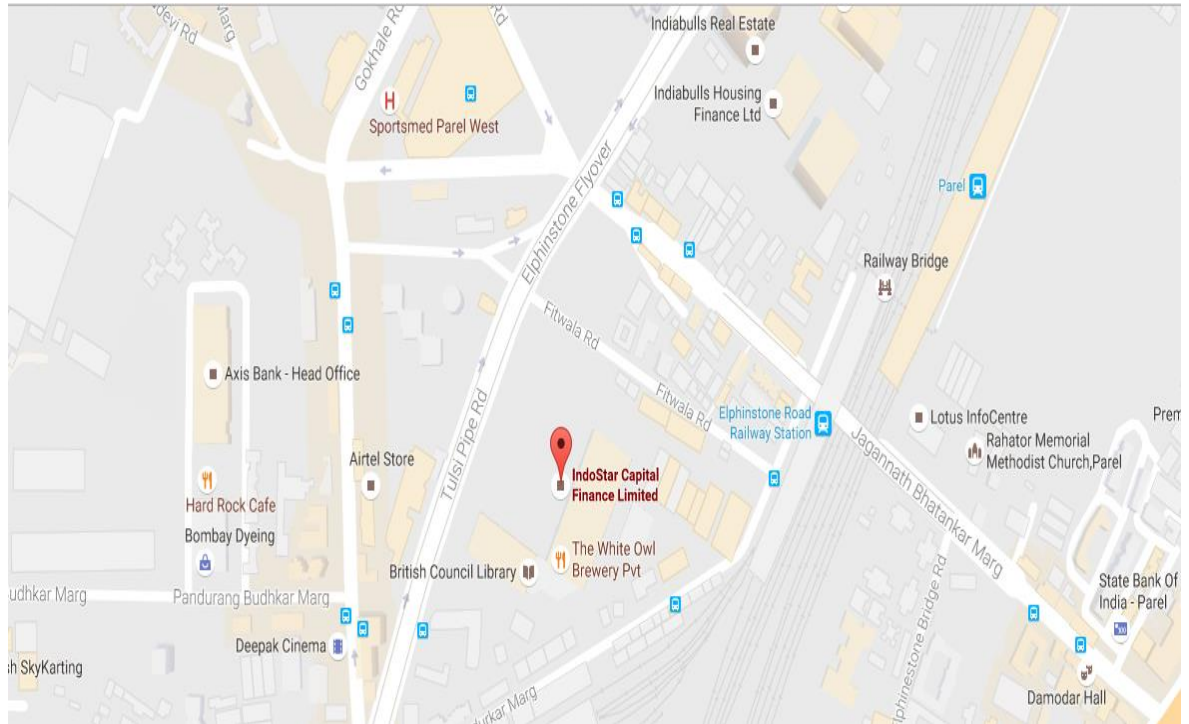 Indiabulls Real Estate
Rd
Marg
Gokhale Rd
Indiabulls Housing
Finance Ltd
H
Sportsmed Parel West
Parel
Elphinstone Flyover
Railway Bridge
Fitwala Rd
Axis Bank - Head Office
Fitwala Rd
Elphinstone Road
Railway Station
Lotus InfoCentre
Rahator Memorial
Methodist Church,Parel
Jagannath Bhatankar Marg
Airtel Store
Tulsi Pipe Rd
IndoStar Capital
Finance Limited
Hard Rock Cafe
Bombay Dyeing
The White Owl
Brewery Pvt
British Council Library
Pandurang Budhkar Marg
State Bank Of
India - Parel
Deepak Cinema
Damodar Hall